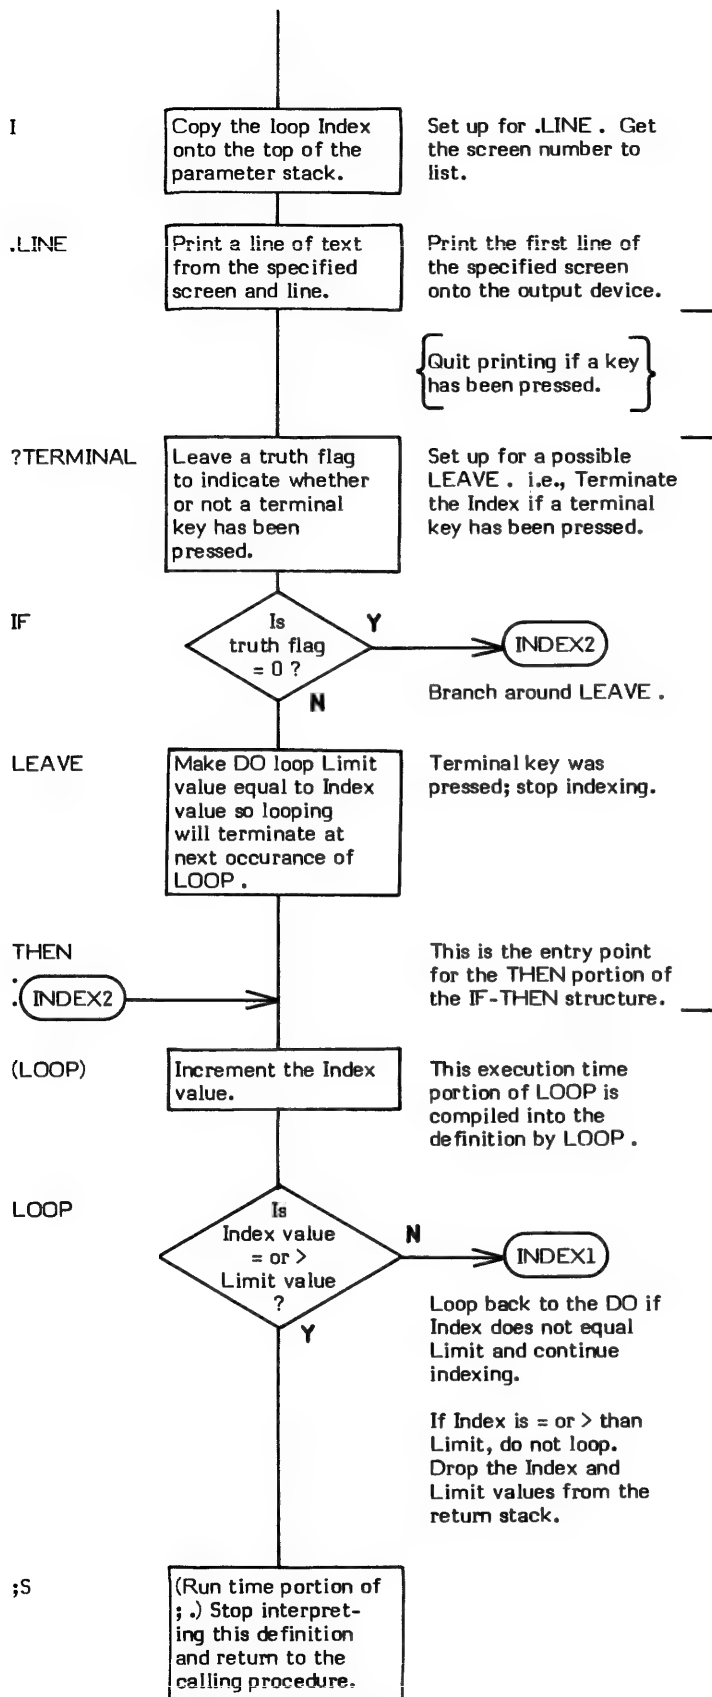 I
Copy the loop Index
onto the top of the
parameter stack.
Set up for .LINE . Get
the screen number to
list.
.LINE
Print a line of text
from the specified
screen and line.
Print the first line of
the specified screen
onto the output device.
Quit printing if a key
has been pressed.
?TERMINAL
Leave a truth flag
to indicate whether
or not a terminal
key has been
pressed.
Set up for a possible
LEAVE . i.e., Terminate
the Index if a terminal
key has been pressed.
IF
Is
truth flag
= 0 ?
Y
INDEX2
N
Branch around LEAVE .
LEAVE
Make DO loop Limit
value equal to Index
value so looping
will terminate at
next occurance of
LOOP .
Terminal key was
pressed; stop indexing.
THEN
: INDEX2
This is the entry point
for the THEN portion of
the IF-THEN structure.
(LOOP)
Increment the Index
value.
This execution time
portion of LOOP is
compiled into the
definition by LOOP .
LOOP
Is
Index value
= or >
Limit value
?
N
INDEX1
Y
Loop back to the DO if
Index does not equal
Limit and continue
indexing.
If Index is = or > than
Limit, do not loop.
Drop the Index and
Limit values from the
return stack.
;S
(Run time portion of
; .) Stop interpret-
ing this definition
and return to the
calling procedure.